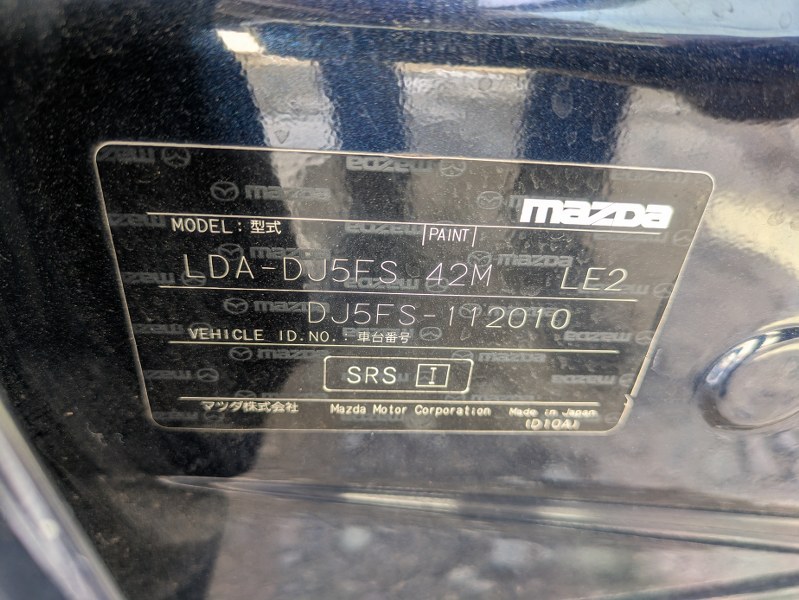 mazda
MODEL：型式 PAINT
LDA-DJ5FS 42M LE2
DJ5FS-112010
VEHICLE ID.NO.：車台番号
SRS I
マツダ株式会社 Mazda Motor Corporation Made in Japan
(D10A)